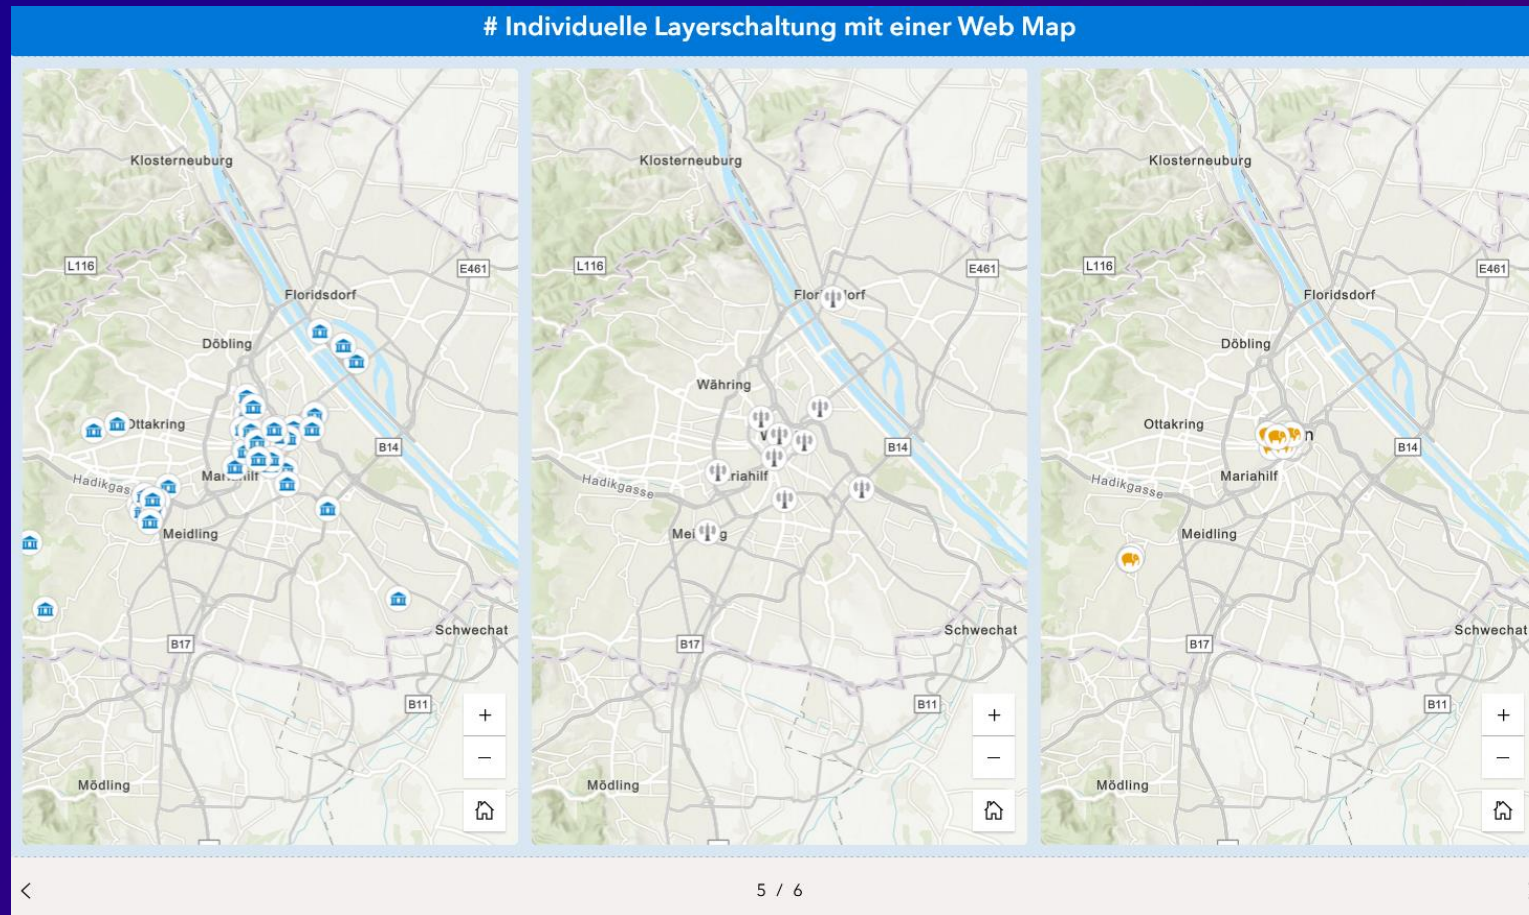 # Individuelle Layerschaltung mit einer Web Map
Klosterneuburg
L116
E461
Floridsdorf
Döbling
Ottakring
B14
Hadikgas
Meidling
Schwechat
B17
B11
+
−
Mödling
Klosterneuburg
L116
E461
Währing
B14
Hadikgasse
Schwechat
B17
B11
+
−
Mödling
Klosterneuburg
L116
E461
Floridsdorf
Döbling
Ottakring
B14
Mariahilf
Hadikgasse
Meidling
Schwechat
B17
B11
+
−
Mödling
5 / 6